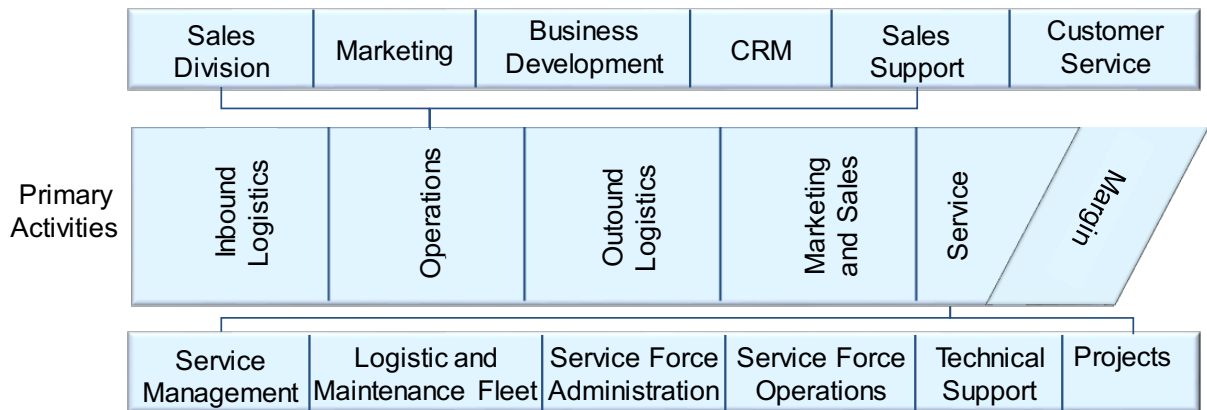 Sales
Division
Marketing
Business
Development
CRM
Sales
Support
Customer
Service
Primary
Activities
Inbound
Logistics
Operations
Outound
Logistics
Marketing
and Sales
Service
Margin
Service
Management
Logistic and
Maintenance Fleet
Service Force
Administration
Service Force
Operations
Technical
Support
Projects